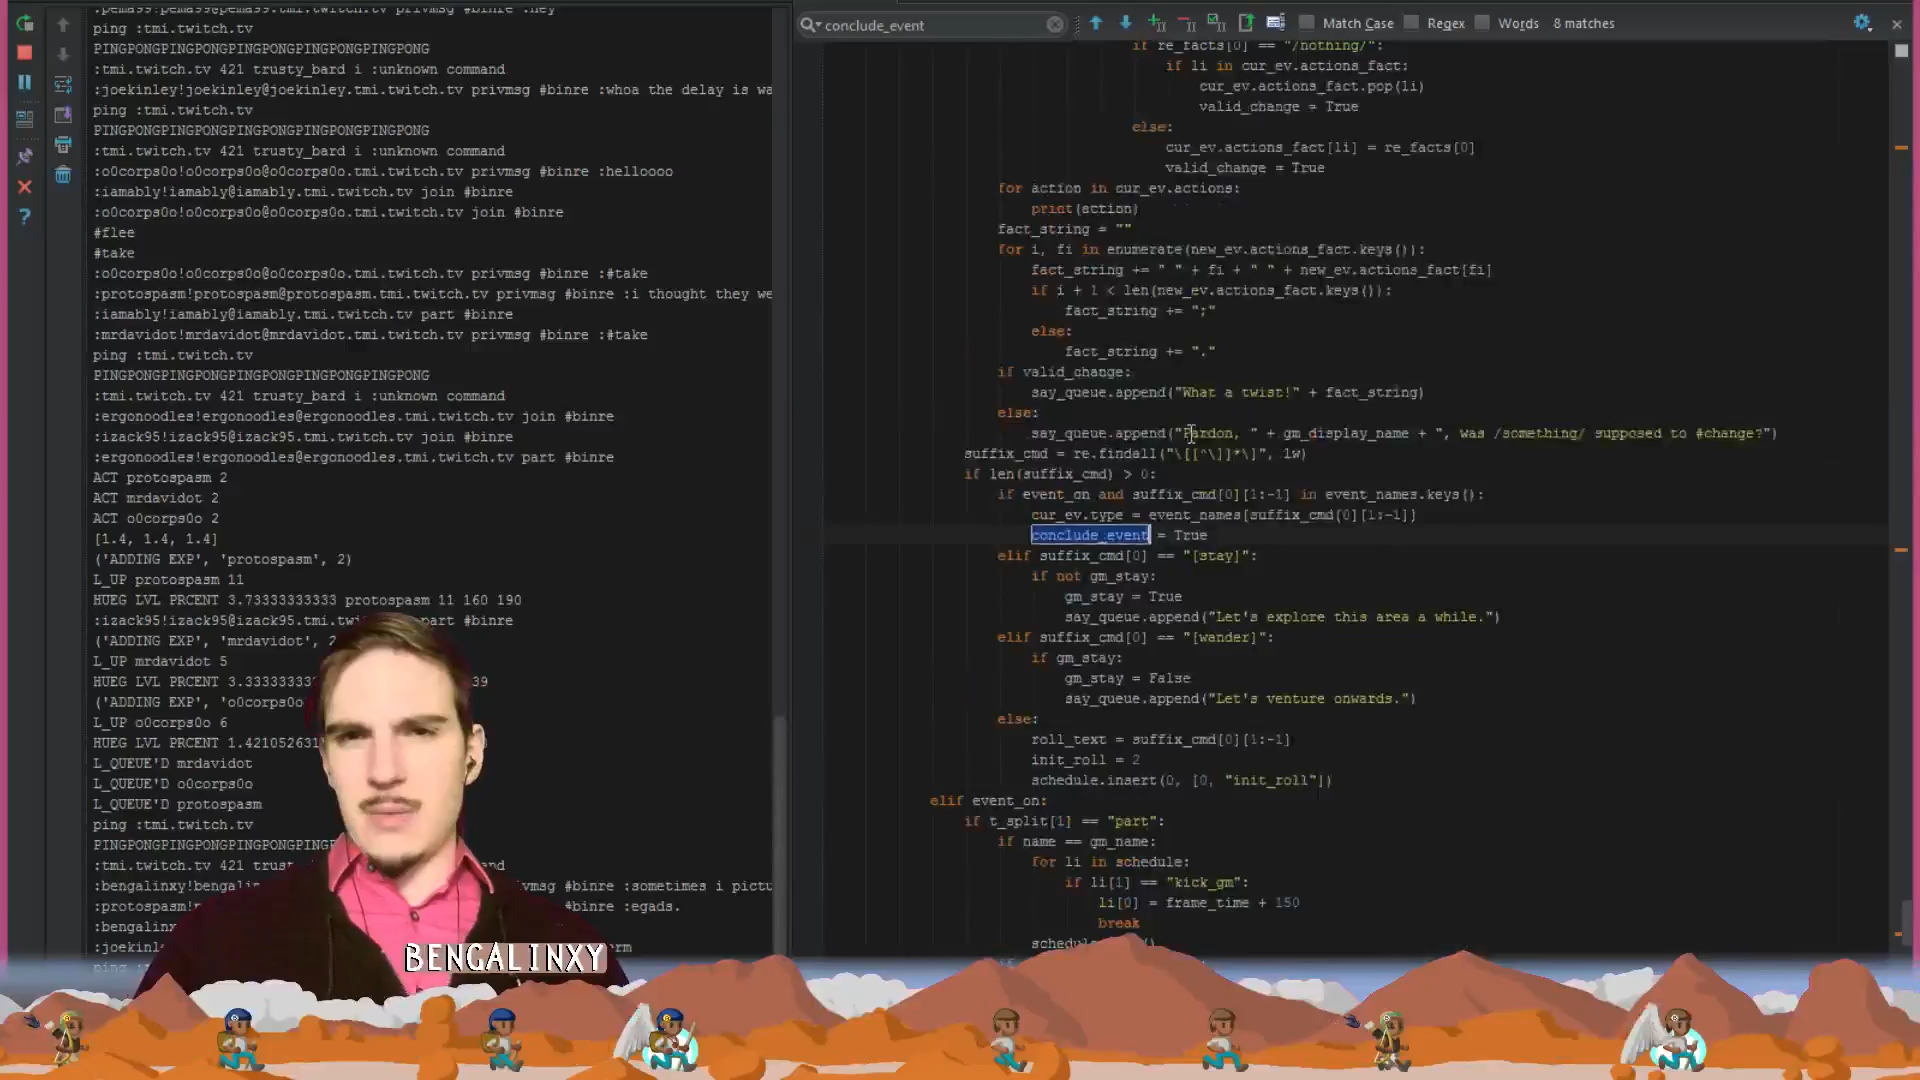 :pema99!pema99@pema99.tmi.twitch.tv privmsg #binre :hey
ping :tmi.twitch.tv
PINGPONGPINGPONGPINGPONGPINGPONGPINGPONG
:tmi.twitch.tv 421 trusty_bard i :unknown command
:joekinley!joekinley@joekinley.tmi.twitch.tv privmsg #binre :whoa the delay is wa
ping :tmi.twitch.tv
PINGPONGPINGPONGPINGPONGPINGPONGPINGPONG
:tmi.twitch.tv 421 trusty_bard i :unknown command
:o0corps0o!o0corps0o@o0corps0o.tmi.twitch.tv privmsg #binre :helloooo
:iamably!iamably@iamably.tmi.twitch.tv join #binre
:o0corps0o!o0corps0o@o0corps0o.tmi.twitch.tv join #binre
#flee
#take
:o0corps0o!o0corps0o@o0corps0o.tmi.twitch.tv privmsg #binre :#take
:protospasm!protospasm@protospasm.tmi.twitch.tv privmsg #binre :i thought they we
:iamably!iamably@iamably.tmi.twitch.tv part #binre
:mrdavidot!mrdavidot@mrdavidot.tmi.twitch.tv privmsg #binre :#take
ping :tmi.twitch.tv
PINGPONGPINGPONGPINGPONGPINGPONGPINGPONG
:tmi.twitch.tv 421 trusty_bard i :unknown command
:ergonoodles!ergonoodles@ergonoodles.tmi.twitch.tv join #binre
:izack95!izack95@izack95.tmi.twitch.tv join #binre
:ergonoodles!ergonoodles@ergonoodles.tmi.twitch.tv part #binre
ACT protospasm 2
ACT mrdavidot 2
ACT o0corps0o 2
[1.4, 1.4, 1.4]
('ADDING EXP', 'protospasm', 2)
L_UP protospasm 11
HUEG LVL PRCENT 3.73333333333 protospasm 11 160 190
:izack95!izack95@izack95.tmi.tw part #binre
('ADDING EXP', 'mrdavidot', 2
L_UP mrdavidot 5
HUEG LVL PRCENT 3.3333333 39
('ADDING EXP', 'o0corps0o'
L_UP o0corps0o 6
HUEG LVL PRCENT 1.421052631
L_QUEUE'D mrdavidot
L_QUEUE'D o0corps0o
L_QUEUE'D protospasm
ping :tmi.twitch.tv
PINGPONGPINGPONGPINGPONGPINGP
:tmi.twitch.tv 421 trust nd
:bengalinxy!bengalin vmsg #binre :sometimes i pictu
:protospasm!p #binre :egads.
:bengalin
:joekinl rm
ping :
BENGALINXY
conclude_event
Match Case
Regex
Words
8 matches
if re_facts[0] == "/nothing/":
if li in cur_ev.actions_fact:
cur_ev.actions_fact.pop(li)
valid_change = True
else:
cur_ev.actions_fact[li] = re_facts[0]
valid_change = True
for action in cur_ev.actions:
print(action)
fact_string = ""
for i, fi in enumerate(new_ev.actions_fact.keys()):
fact_string += " " + fi + " " + new_ev.actions_fact[fi]
if i + 1 < len(new_ev.actions_fact.keys()):
fact_string += ";"
else:
fact_string += "."
if valid_change:
say_queue.append("What a twist!" + fact_string)
else:
say_queue.append("Pardon, " + gm_display_name + ", was /something/ supposed to #change?")
suffix_cmd = re.findall("\[[^\]]*\]", lw)
if len(suffix_cmd) > 0:
if event_on and suffix_cmd[0][1:-1] in event_names.keys():
cur_ev.type = event_names[suffix_cmd[0][1:-1]]
conclude_event = True
elif suffix_cmd[0] == "[stay]":
if not gm_stay:
gm_stay = True
say_queue.append("Let's explore this area a while.")
elif suffix_cmd[0] == "[wander]":
if gm_stay:
gm_stay = False
say_queue.append("Let's venture onwards.")
else:
roll_text = suffix_cmd[0][1:-1]
init_roll = 2
schedule.insert(0, [0, "init_roll"])
elif event_on:
if t_split[1] == "part":
if name == gm_name:
for li in schedule:
if li[1] == "kick_gm":
li[0] = frame_time + 150
break